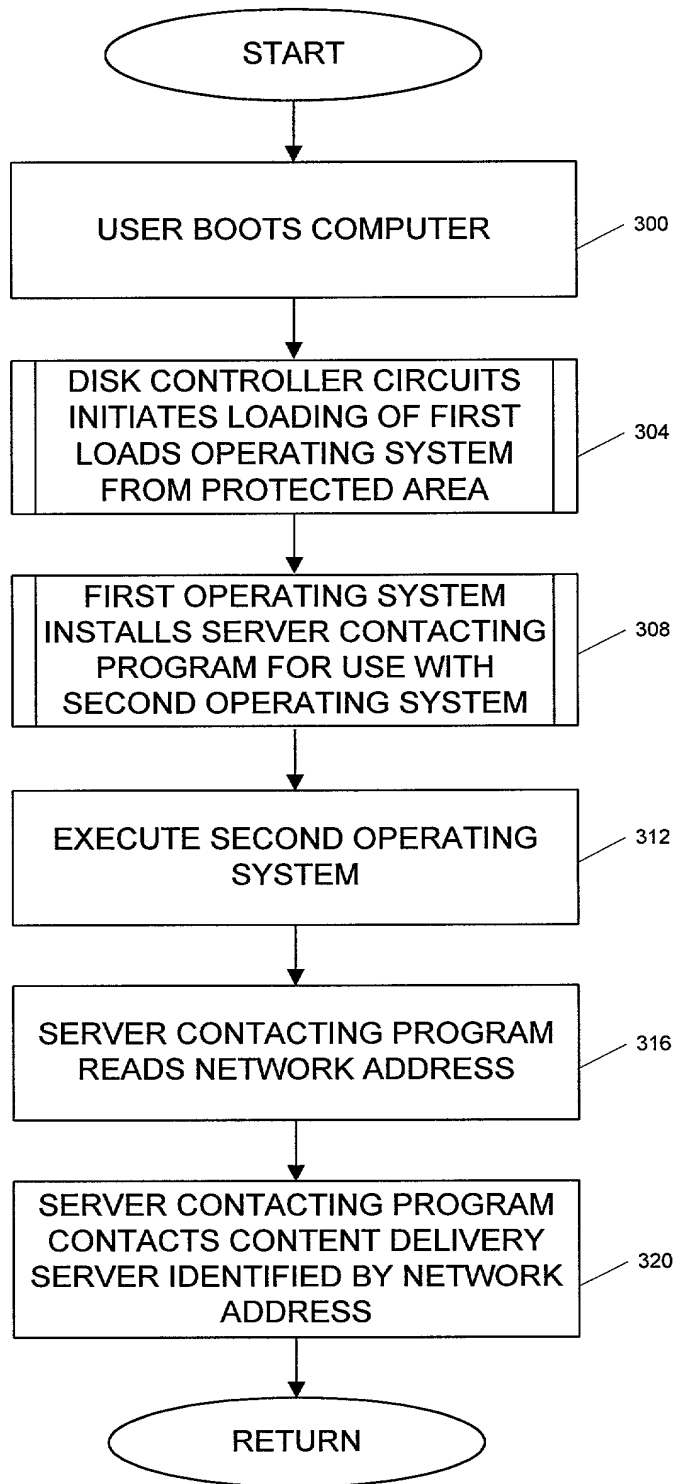 START
USER BOOTS COMPUTER
300
DISK CONTROLLER CIRCUITS
INITIATES LOADING OF FIRST
LOADS OPERATING SYSTEM
FROM PROTECTED AREA
304
FIRST OPERATING SYSTEM
INSTALLS SERVER CONTACTING
PROGRAM FOR USE WITH
SECOND OPERATING SYSTEM
308
EXECUTE SECOND OPERATING
SYSTEM
312
SERVER CONTACTING PROGRAM
READS NETWORK ADDRESS
316
SERVER CONTACTING PROGRAM
CONTACTS CONTENT DELIVERY
SERVER IDENTIFIED BY NETWORK
ADDRESS
320
RETURN